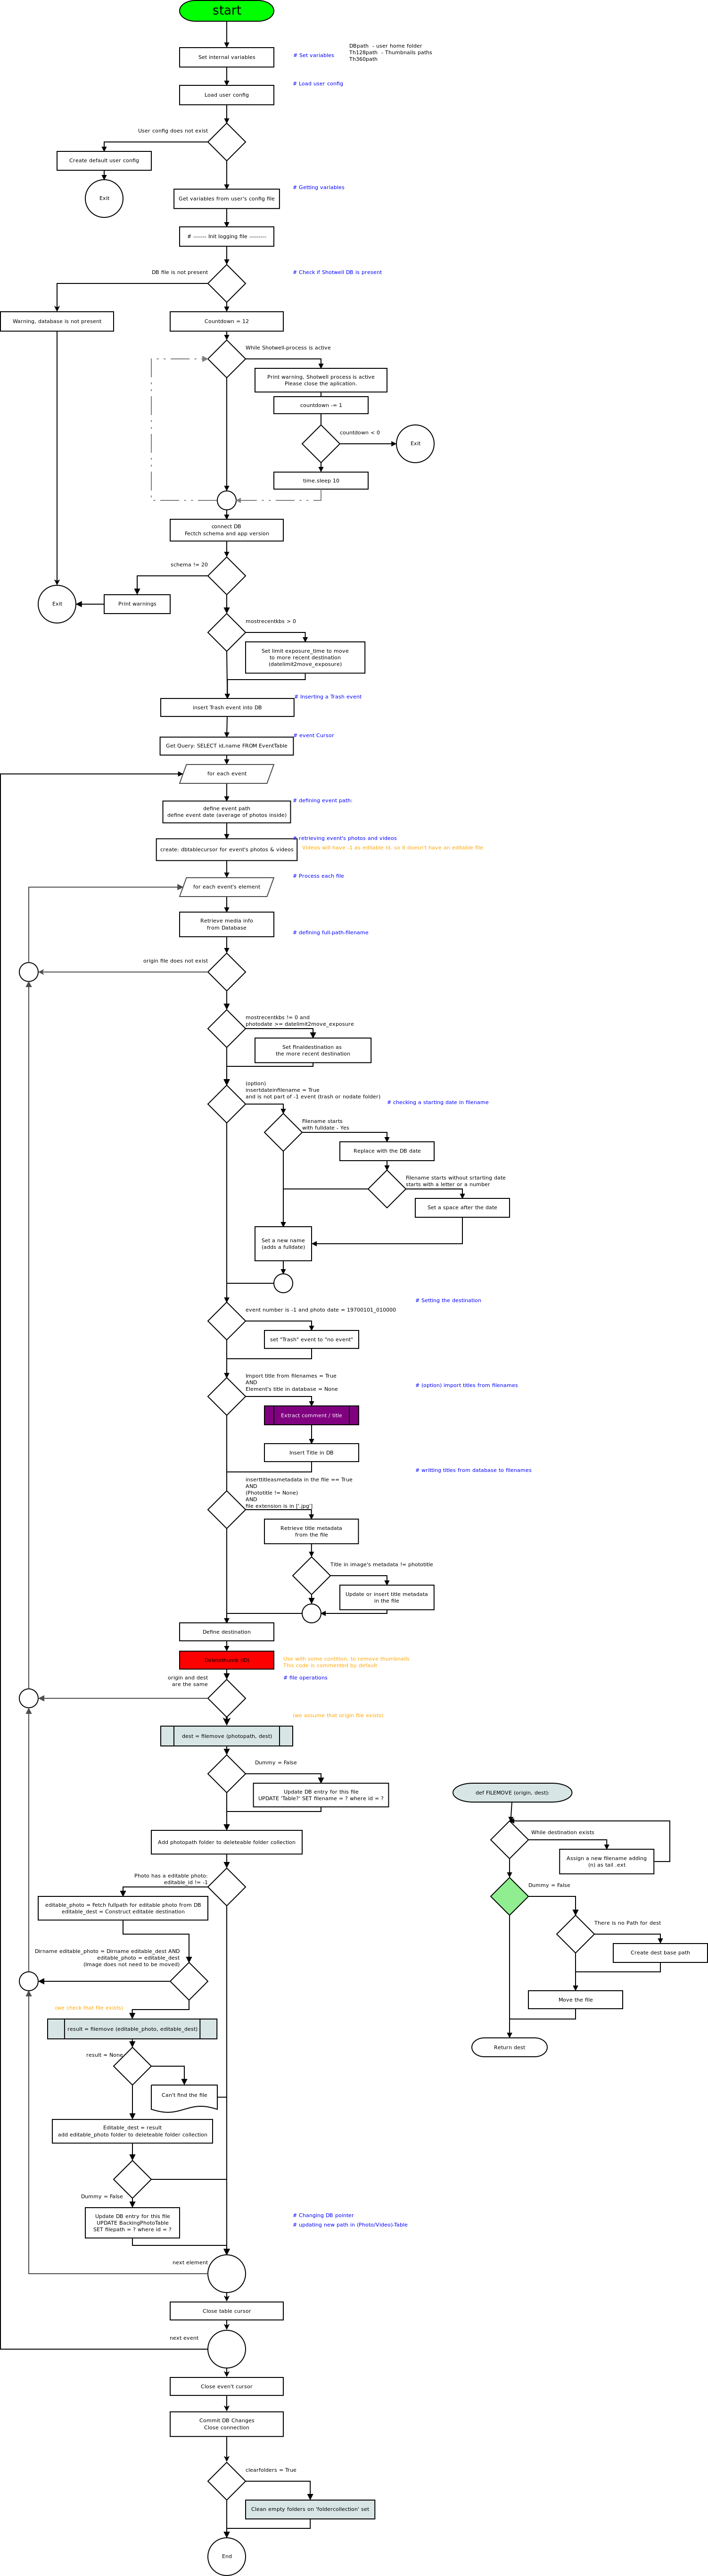 start
Set internal variables
# Set variables
DBpath - user home folder
Th128path - Thumbnails paths
Th360path
# Load user config
Load user config
User config does not exist
Create default user config
Exit
# Getting variables
Get variables from user's config file
# ------- Init logging file ---------
DB file is not present
# Check if Shotwell DB is present
Warning, database is not present
Countdown = 12
While Shotwell-process is active
Print warning, Shotwell process is active
Please close the aplication.
countdown -= 1
countdown < 0
Exit
time.sleep 10
connect DB
Fectch schema and app version
schema != 20
Print warnings
Exit
mostrecentkbs > 0
Set limit exposure_time to move
to more recent destination
(datelimit2move_exposure)
# Inserting a Trash event
insert Trash event into DB
# event Cursor
Get Query: SELECT id,name FROM EventTable
for each event
# defining event path:
define event path
define event date (average of photos inside)
# retrieving event's photos and videos
create: dbtablecursor for event's photos & videos
Videos will have -1 as editable id. so it doesn't have an editable file.
# Process each file
for each event's element
Retrieve media info
from Database
# defining full-path-filename
origin file does not exist
mostrecentkbs != 0 and
photodate >= datelimit2move_exposure
Set Finaldestination as
the more recent destination
(option)
insertdateinfilename = True
and is not part of -1 event (trash or nodate folder)
# checking a starting date in filename
Filename starts
with fulldate - Yes
Replace with the DB date
Filename starts without srtarting date
starts with a letter or a number
Set a space after the date
Set a new name
(adds a fulldate)
# Setting the destination
event number is -1 and photo date = 19700101_010000
set "Trash" event to "no event"
Import title from filenames = True
AND
Element's title in database = None
# (option) import titles from filenames
Extract comment / title
Insert Title in DB
# writting titles from database to filenames
inserttitleasmetadata in the file == True
AND
(Phototitle != None)
AND
file extension is in ['.jpg']
Retrieve title metadata
from the file
Title in image's metadata != phototitle
Update or insert title metadata
in the file
Define destination
Deletethumb (ID)
Use with some contition, to remove thumbnails
This code is commented by default.
origin and dest
are the same
# file operations
(we assume that origin file exists)
dest = filemove (photopath, dest)
Dummy = False
Update DB entry for this file
UPDATE 'Table?' SET filename = ? where id = ?
Add photopath folder to deleteable folder collection
Photo has a editable photo:
editable_id != -1
editable_photo = Fetch fullpath for editable photo from DB
editable_dest = Construct editable destination
Dirname editable_photo = Dirname editable_dest AND
editable_photo = editable_dest
(Image does not need to be moved)
(we check that file exists)
result = filemove (editable_photo, editable_dest)
result = None
Can't find the file
Editable_dest = result
add editable_photo folder to deleteable folder collection
Dummy = False
Update DB entry for this file
UPDATE BackingPhotoTable
SET filepath = ? where id = ?
# Changing DB pointer
# updating new path in (Photo/Video)-Table
next element
Close table cursor
next event
Close even't cursor
Commit DB Changes
Close connection
clearfolders = True
Clean empty folders on 'foldercollection' set
End
def FILEMOVE (origin, dest):
While destination exists
Assign a new filename adding
(n) as tail .ext
Dummy = False
There is no Path for dest
Create dest base path
Move the file
Return dest